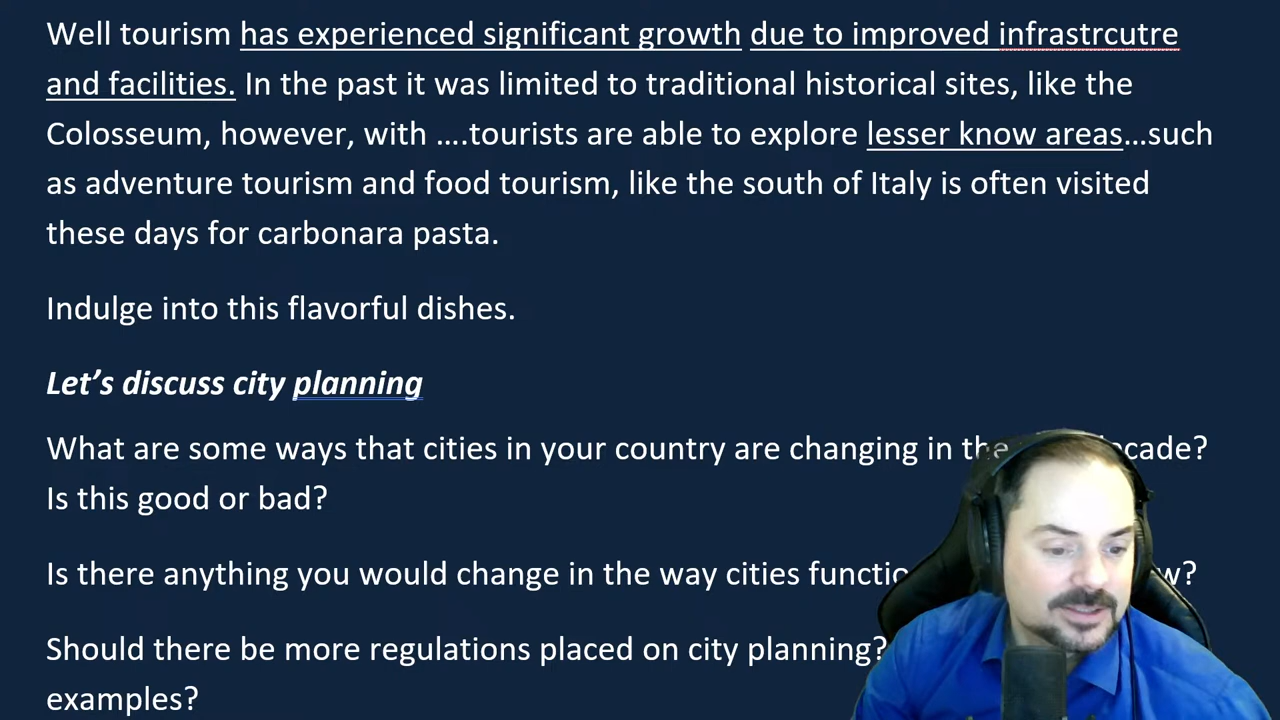 Well tourism has experienced significant growth due to improved infrastrcutre
and facilities. In the past it was limited to traditional historical sites, like the
Colosseum, however, with ….tourists are able to explore lesser know areas…such
as adventure tourism and food tourism, like the south of Italy is often visited
these days for carbonara pasta.
Indulge into this flavorful dishes.
Let’s discuss city planning
What are some ways that cities in your country are changing in the decade?
Is this good or bad?
Is there anything you would change in the way cities
Should there be more regulations placed on city planning?
examples?